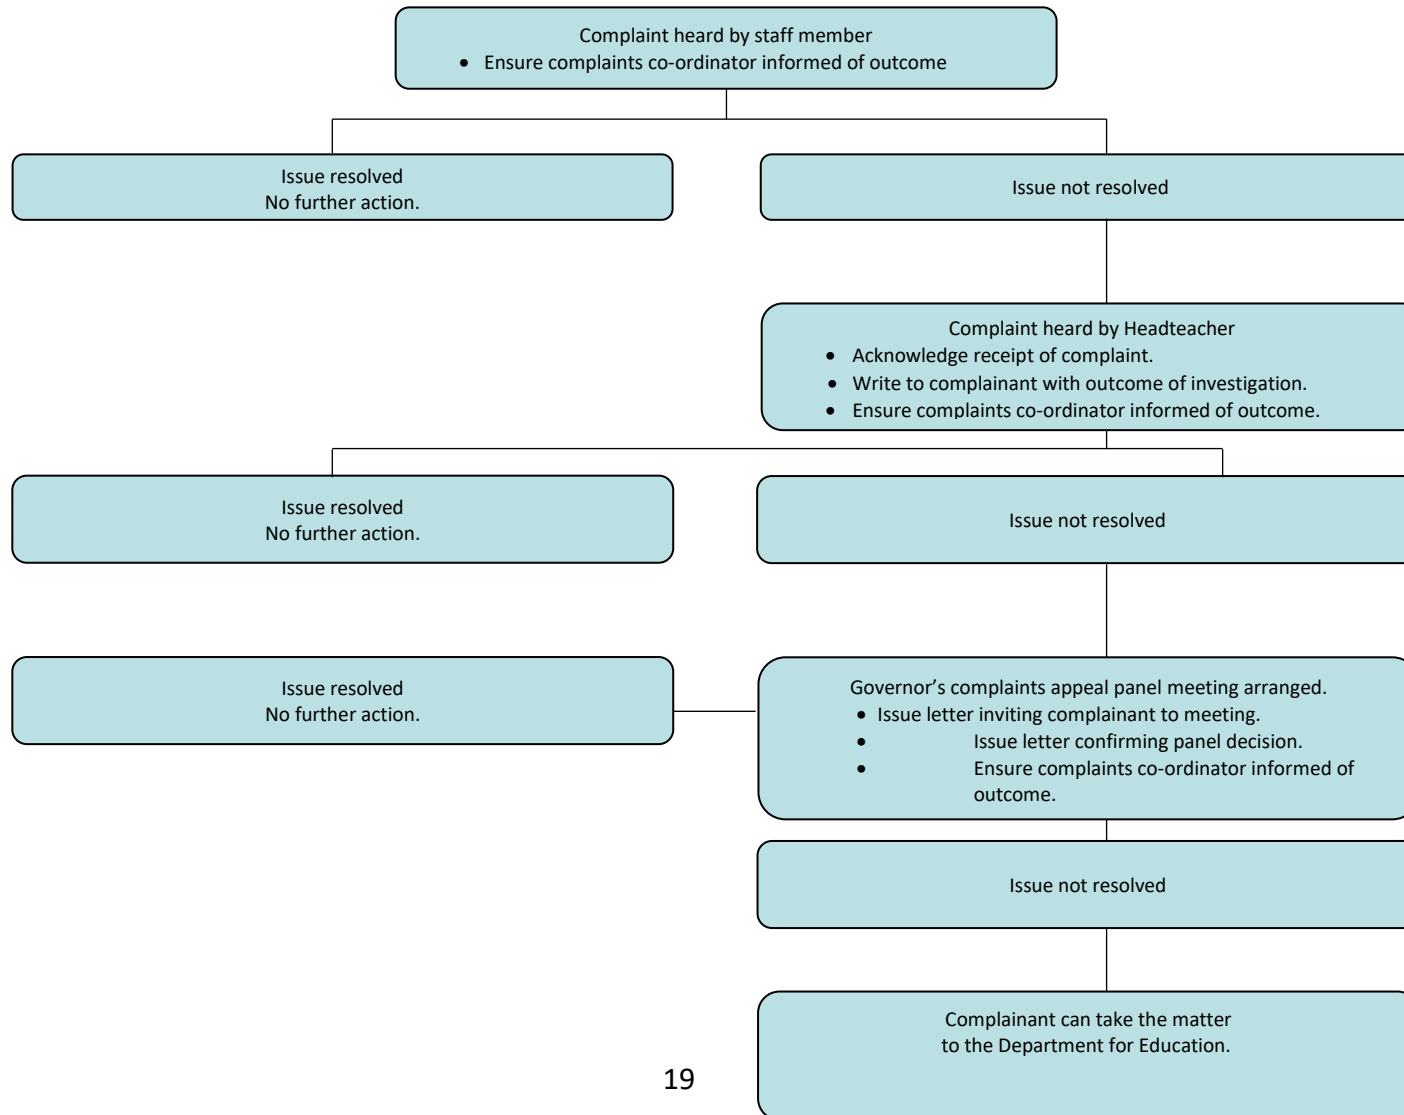 Complaint heard by staff member
• Ensure complaints co-ordinator informed of outcome
Issue resolved
No further action.
Issue not resolved
Complaint heard by Headteacher
• Acknowledge receipt of complaint.
• Write to complainant with outcome of investigation.
• Ensure complaints co-ordinator informed of outcome.
Issue resolved
No further action.
Issue not resolved
Issue resolved
No further action.
Governor’s complaints appeal panel meeting arranged.
• Issue letter inviting complainant to meeting.
• Issue letter confirming panel decision.
• Ensure complaints co-ordinator informed of
outcome.
Issue not resolved
Complainant can take the matter
to the Department for Education.
19